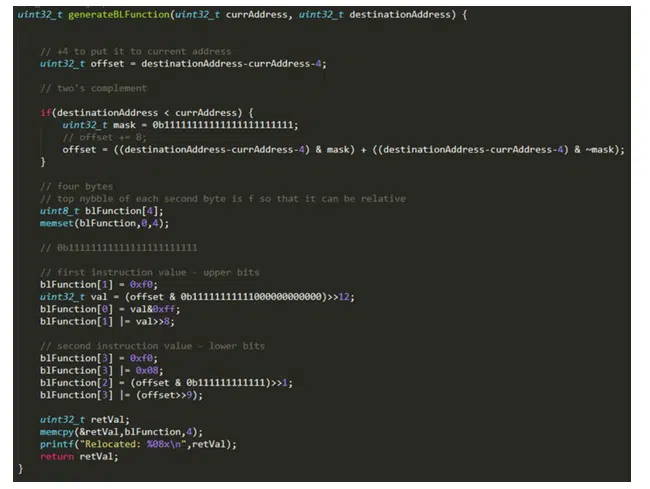 uint32_t generateBLFunction(uint32_t currAddress, uint32_t destinationAddress) {
// +4 to put it to current address
uint32_t offset = destinationAddress-currAddress-4;
// two's complement
if(destinationAddress < currAddress) {
uint32_t mask = 0b11111111111111111111111;
// offset += 8;
offset = ((destinationAddress-currAddress-4) & mask) + ((destinationAddress-currAddress-4) & ~mask);
}
// four bytes
// top nybble of each second byte is f so that it can be relative
uint8_t blFunction[4];
memset(blFunction,0,4);
// 0b11111111111111111111111
// first instruction value - upper bits
blFunction[1] = 0xf0;
uint32_t val = (offset & 0b11111111111000000000000)>>12;
blFunction[0] = val&0xff;
blFunction[1] |= val>>8;
// second instruction value - lower bits
blFunction[3] = 0xf0;
blFunction[3] |= 0x08;
blFunction[2] = (offset & 0b111111111111)>>1;
blFunction[3] |= (offset>>9);
uint32_t retVal;
memcpy(&retVal,blFunction,4);
printf("Relocated: %08x\n",retVal);
return retVal;
}